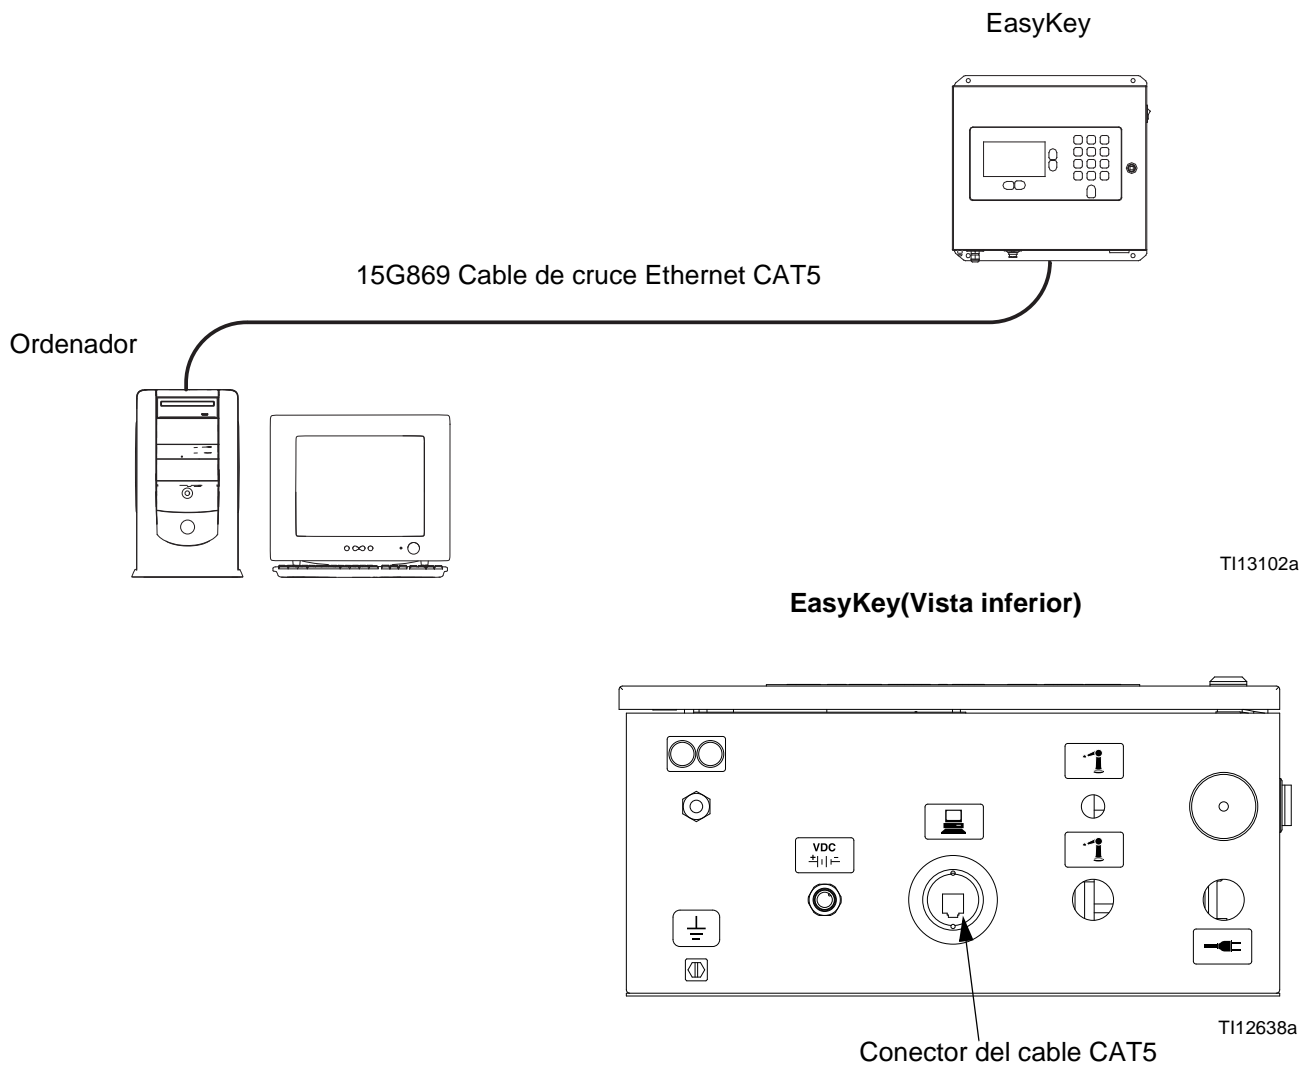 EasyKey
15G869 Cable de cruce Ethernet CAT5
Ordenador
TI13102a
EasyKey(Vista inferior)
VDC
+ -
TI12638a
Conector del cable CAT5